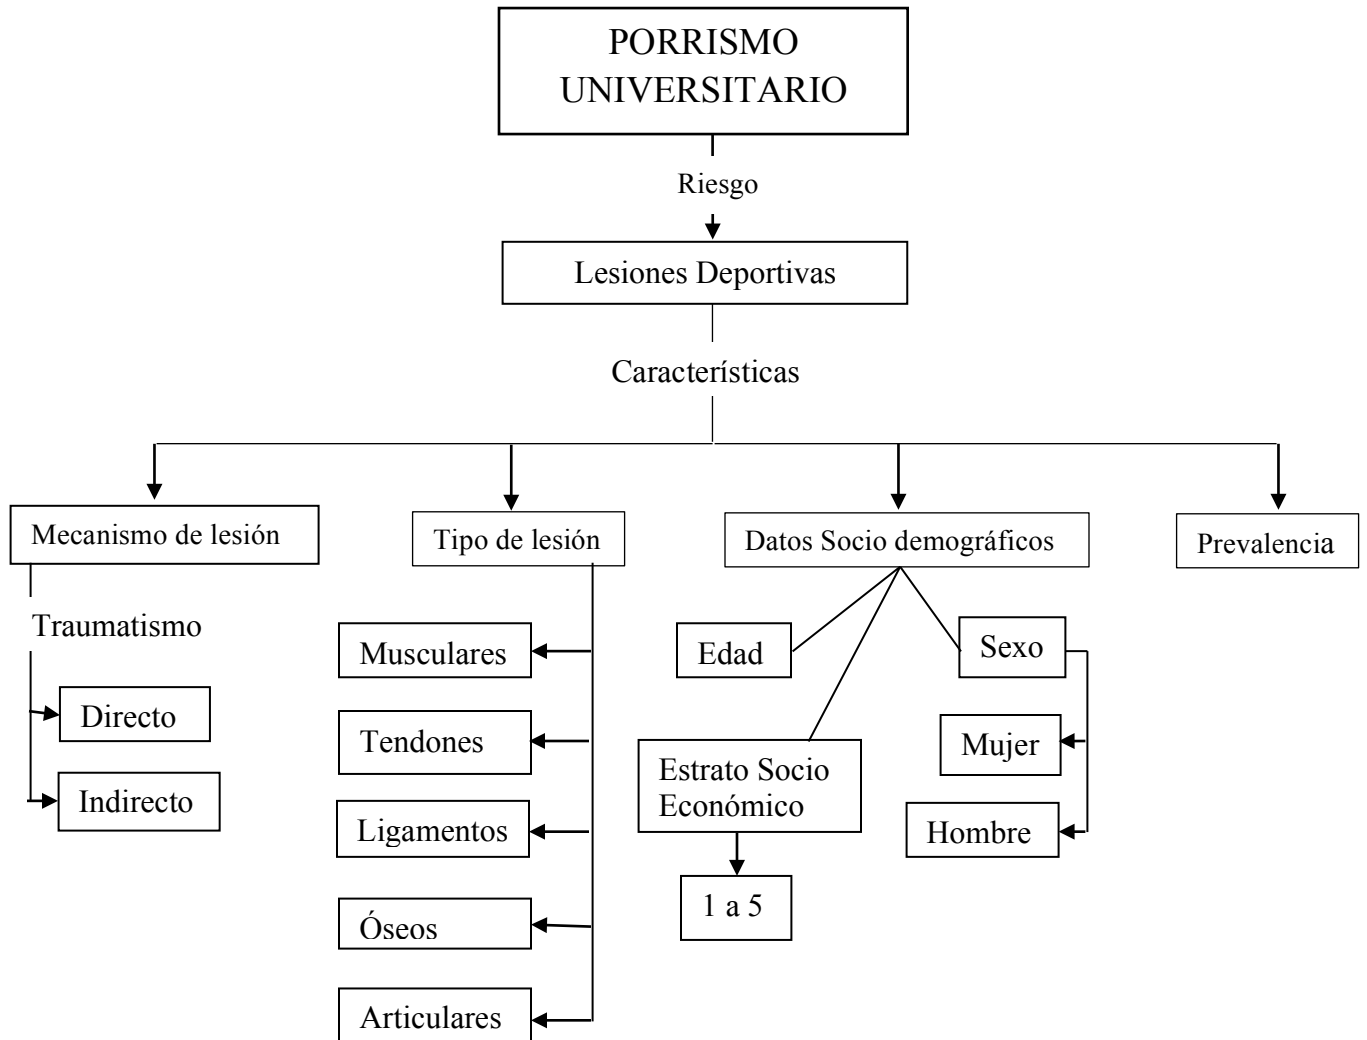 PORRISMO
UNIVERSITARIO
Riesgo
Lesiones Deportivas
Características
Mecanismo de lesión
Traumatismo
Directo
Indirecto
Tipo de lesión
Musculares
Tendones
Ligamentos
Óseos
Articulares
Datos Socio demográficos
Edad
Estrato Socio
Económico
1 a 5
Sexo
Mujer
Hombre
Prevalencia